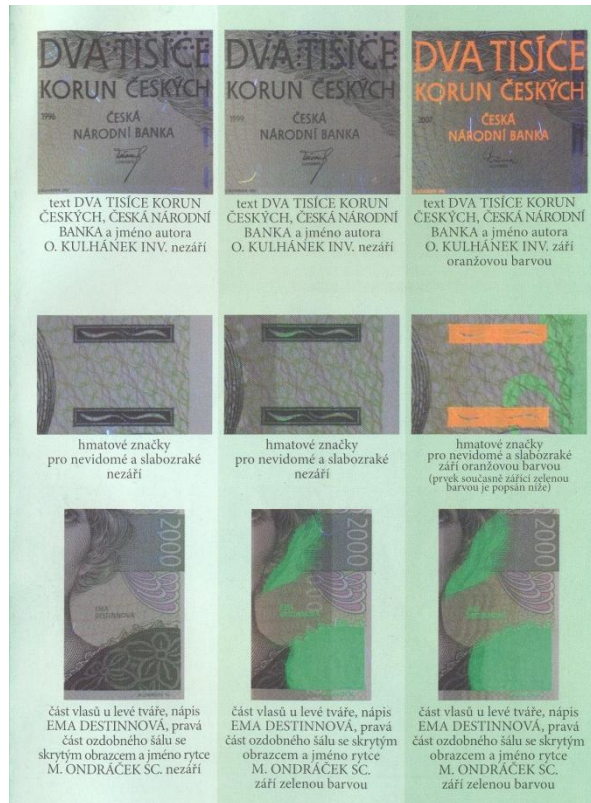 DVA TISÍCE
KORUN ČESKÝCH
1996
ČESKÁ
NÁRODNÍ BANKA
text DVA TISÍCE KORUN
ČESKÝCH, ČESKÁ NÁRODNÍ
BANKA a jméno autora
O. KULHÁNEK INV. nezáří
DVA TISÍCE
KORUN ČESKÝCH
1999
ČESKÁ
NÁRODNÍ BANKA
text DVA TISÍCE KORUN
ČESKÝCH, ČESKÁ NÁRODNÍ
BANKA a jméno autora
O. KULHÁNEK INV. nezáří
DVA TISÍCE
KORUN ČESKÝCH
2007
ČESKÁ
NÁRODNÍ BANKA
text DVA TISÍCE KORUN
ČESKÝCH, ČESKÁ NÁRODNÍ
BANKA a jméno autora
O. KULHÁNEK INV. září
oranžovou barvou
hmatové značky
pro nevidomé a slabozraké
nezáří
hmatové značky
pro nevidomé a slabozraké
nezáří
hmatové značky
pro nevidomé a slabozraké
září oranžovou barvou
(prvek současně zářící zelenou
barvou je popsán níže)
2000
EMA
DESTINNOVÁ
část vlasů u levé tváře, nápis
EMA DESTINNOVÁ, pravá
část ozdobného šálu se
skrytým obrazcem a jméno rytce
M. ONDRÁČEK SC. nezáří
2000
EMA
DESTINNOVÁ
část vlasů u levé tváře, nápis
EMA DESTINNOVÁ, pravá
část ozdobného šálu se skrytým
obrazcem a jméno rytce
M. ONDRÁČEK SC.
září zelenou barvou
2000
EMA
DESTINNOVÁ
část vlasů u levé tváře, nápis
EMA DESTINNOVÁ, pravá
část ozdobného šálu se skrytým
obrazcem a jméno rytce
M. ONDRÁČEK SC.
září zelenou barvou